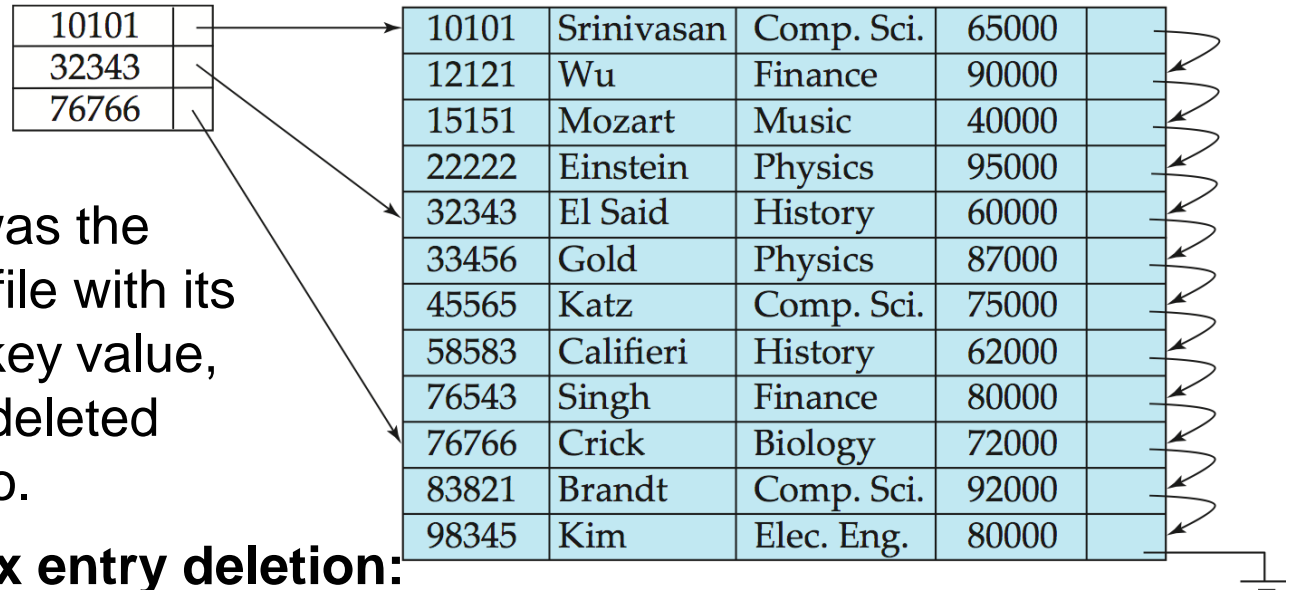 10101
32343
76766
10101 Srinivasan Comp. Sci. 65000
12121 Wu Finance 90000
15151 Mozart Music 40000
22222 Einstein Physics 95000
32343 El Said History 60000
33456 Gold Physics 87000
45565 Katz Comp. Sci. 75000
58583 Califieri History 62000
76543 Singh Finance 80000
76766 Crick Biology 72000
83821 Brandt Comp. Sci. 92000
98345 Kim Elec. Eng. 80000
was the
file with its
key value,
deleted
o.
x entry deletion: